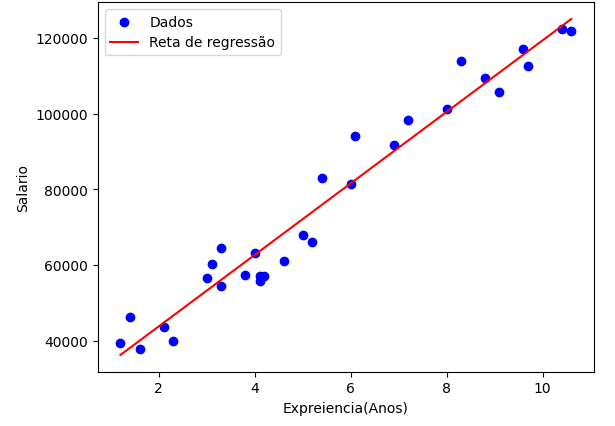 Dados
Reta de regressão
120000
100000
80000
60000
40000
Salario
2 4 6 8 10
Expreiencia(Anos)